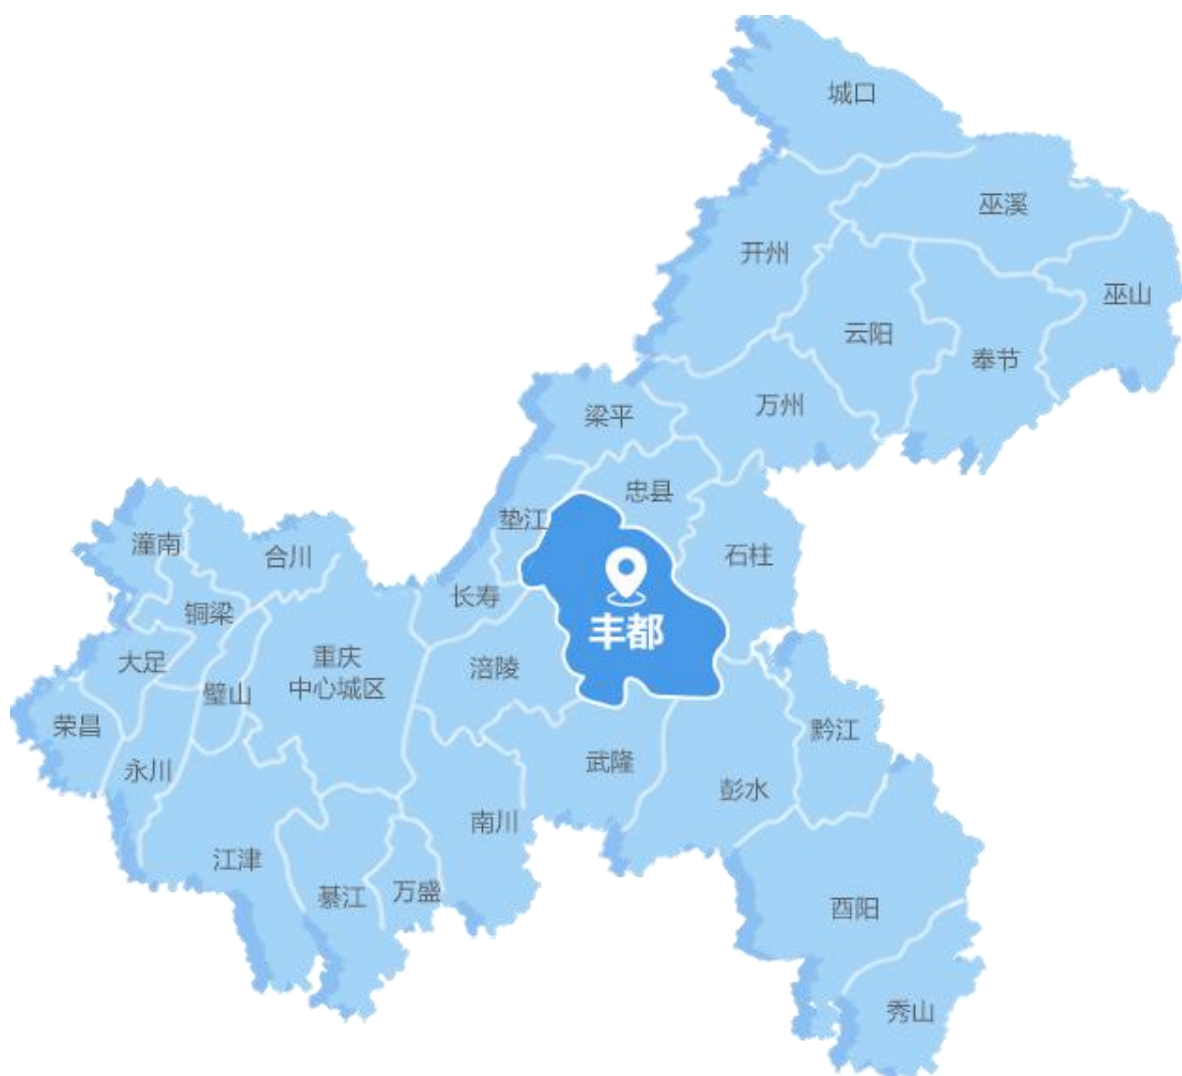 城口
巫溪
开州
巫山
云阳
奉节
万州
梁平
忠县
垫江
潼南
合川
石柱
长寿
铜梁
丰都
大足
重庆
中心城区
涪陵
璧山
荣昌
黔江
永川
武隆
彭水
南川
江津
綦江
万盛
酉阳
秀山